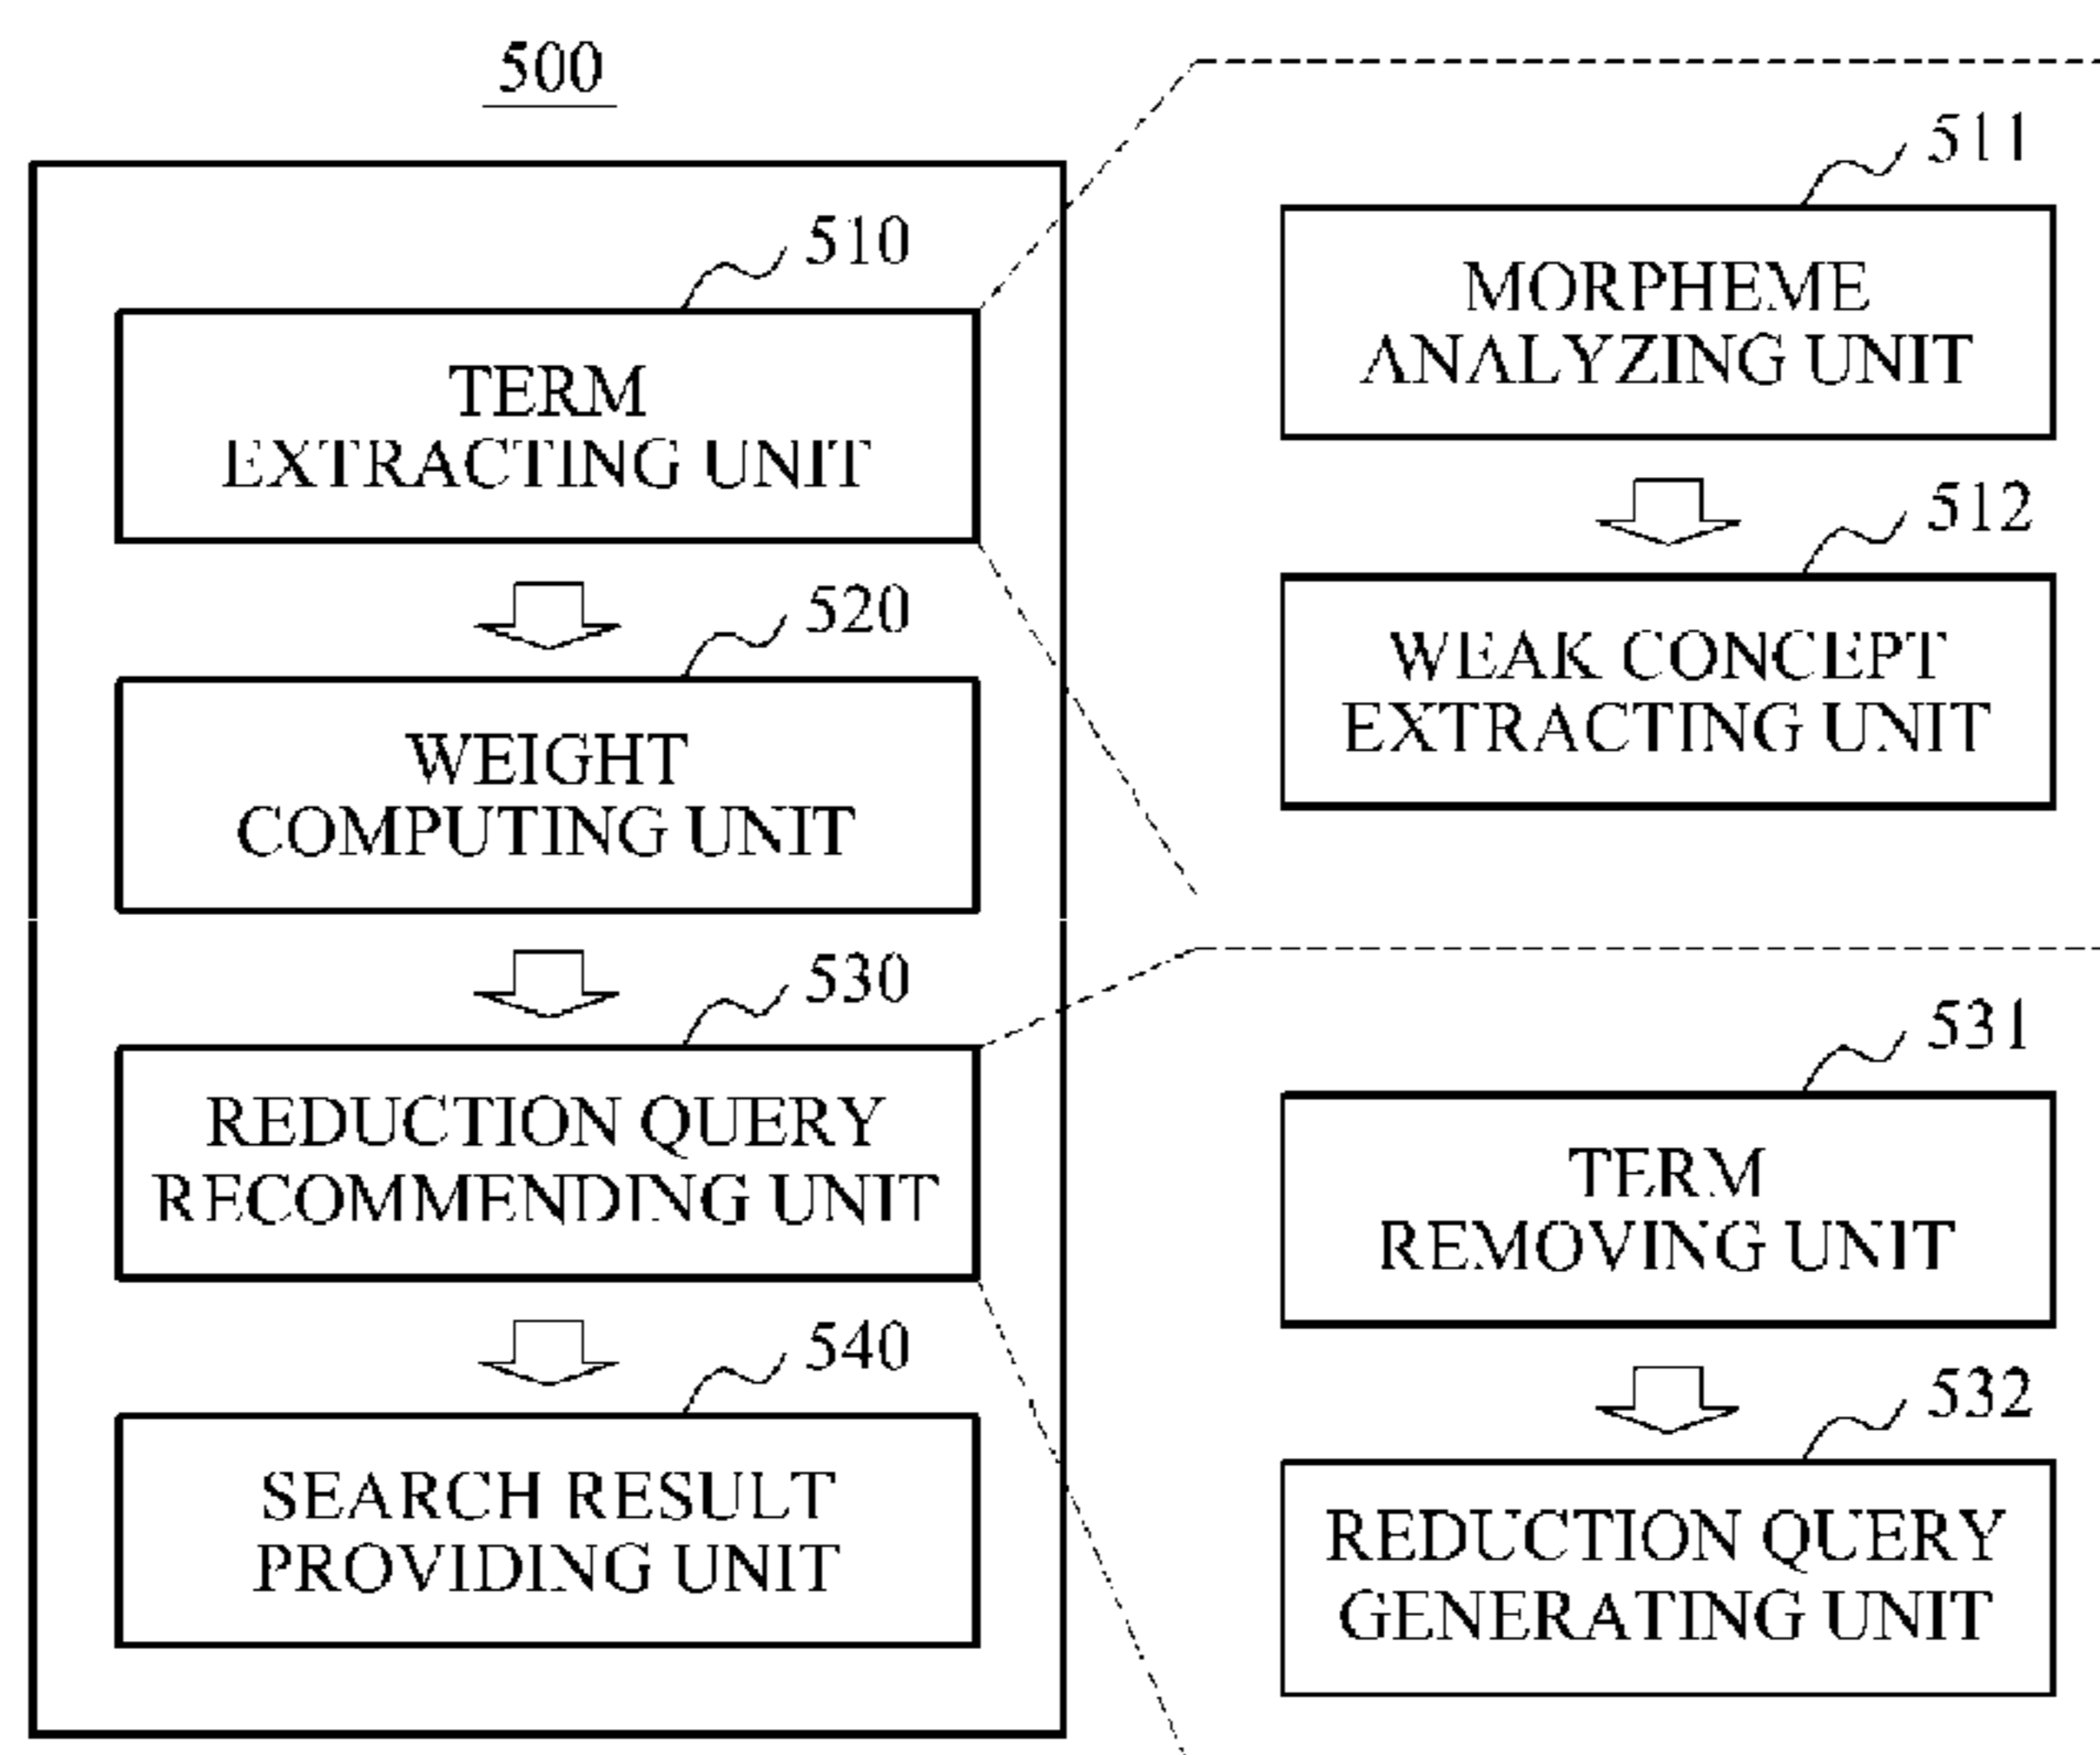 500
510
TERM
EXTRACTING UNIT
520
WEIGHT
COMPUTING UNIT
530
REDUCTION QUERY
RECOMMENDING UNIT
540
SEARCH RESULT
PROVIDING UNIT
511
MORPHEME
ANALYZING UNIT
512
WEAK CONCEPT
EXTRACTING UNIT
531
TERM
REMOVING UNIT
532
REDUCTION QUERY
GENERATING UNIT